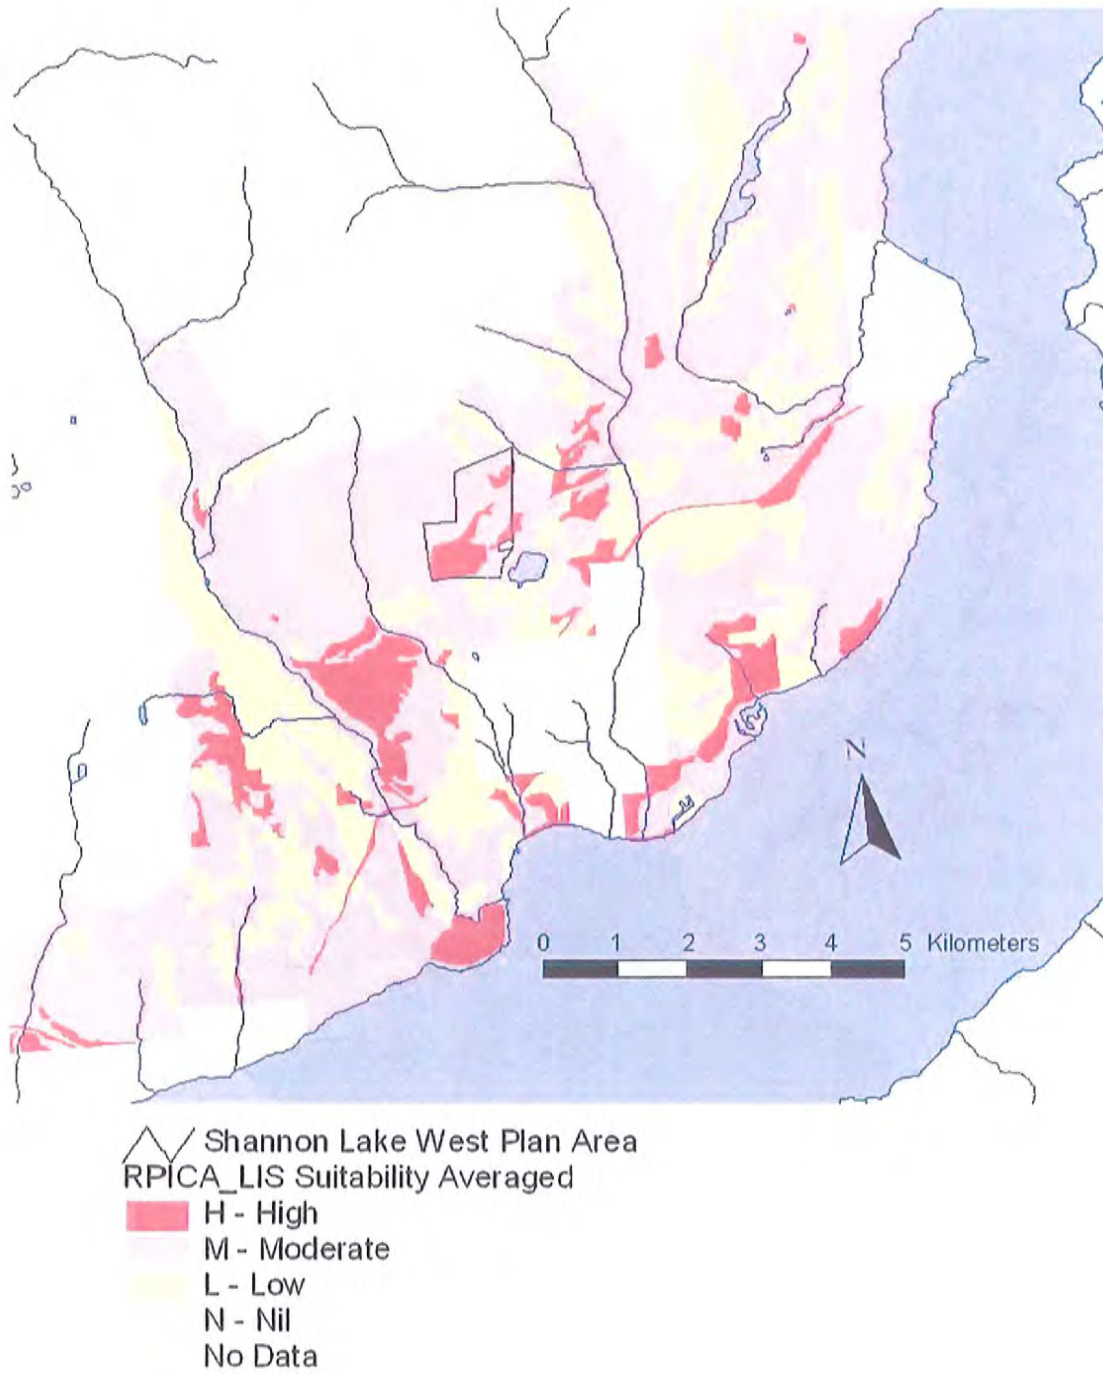 N
0 1 2 3 4 5 Kilometers
Shannon Lake West Plan Area
RPICA_LIS Suitability Averaged
H - High
M - Moderate
L - Low
N - Nil
No Data